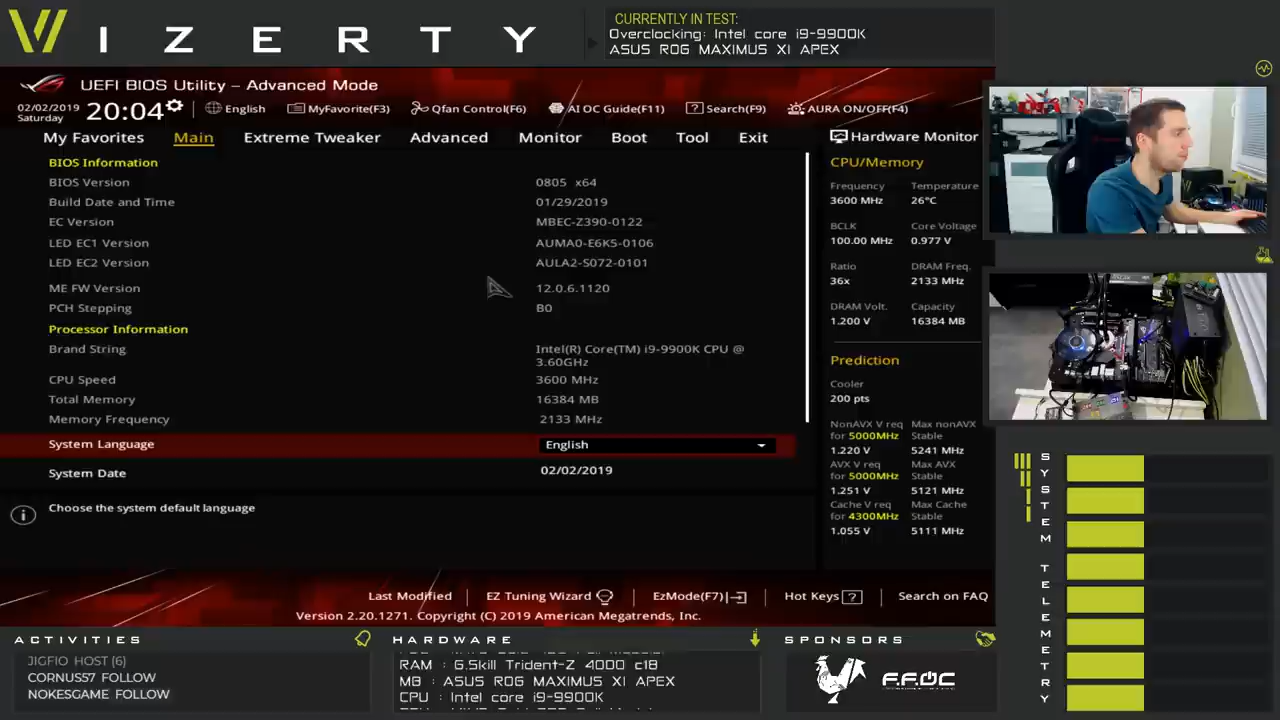 WIZERTY
CURRENTLY IN TEST:
Overclocking: Intel core i9-9900K
ASUS ROG MAXIMUS XI APEX
UEFI BIOS Utility – Advanced Mode
02/02/2019
Saturday
20:04
English
MyFavorite(F3)
Qfan Control(F6)
AI OC Guide(F11)
Search(F9)
AURA ON/OFF(F4)
My Favorites
Main
Extreme Tweaker
Advanced
Monitor
Boot
Tool
Exit
BIOS Information
BIOS Version 0805 x64
Build Date and Time 01/29/2019
EC Version MBEC-Z390-0122
LED EC1 Version AUMA0-E6K5-0106
LED EC2 Version AULA2-S072-0101
ME FW Version 12.0.6.1120
PCH Stepping B0
Processor Information
Brand String Intel(R) Core(TM) i9-9900K CPU @
3.60GHz
CPU Speed 3600 MHz
Total Memory 16384 MB
Memory Frequency 2133 MHz
System Language English
System Date 02/02/2019
Choose the system default language
Hardware Monitor
CPU/Memory
Frequency Temperature
3600 MHz 26°C
BCLK Core Voltage
100.00 MHz 0.977 V
Ratio DRAM Freq.
36x 2133 MHz
DRAM Volt. Capacity
1.200 V 16384 MB
Prediction
Cooler
200 pts
NonAVX V req Max nonAVX
for 5000MHz Stable
1.220 V 5241 MHz
AVX V req Max AVX
for 5000MHz Stable
1.251 V 5121 MHz
Cache V req Max Cache
for 4300MHz Stable
1.055 V 5111 MHz
Last Modified
EZ Tuning Wizard
EzMode(F7)
Hot Keys ?
Search on FAQ
Version 2.20.1271. Copyright (C) 2019 American Megatrends, Inc.
SYSTEM TELEMETRY
ACTIVITIES
JIGFIO HOST (6)
CORNUS7 FOLLOW
NOKESGAME FOLLOW
HARDWARE
RAM : G.Skill Trident-Z 4000 c18
MB : ASUS ROG MAXIMUS XI APEX
CPU : Intel core i9-9900K
SPONSORS
F.F.OC